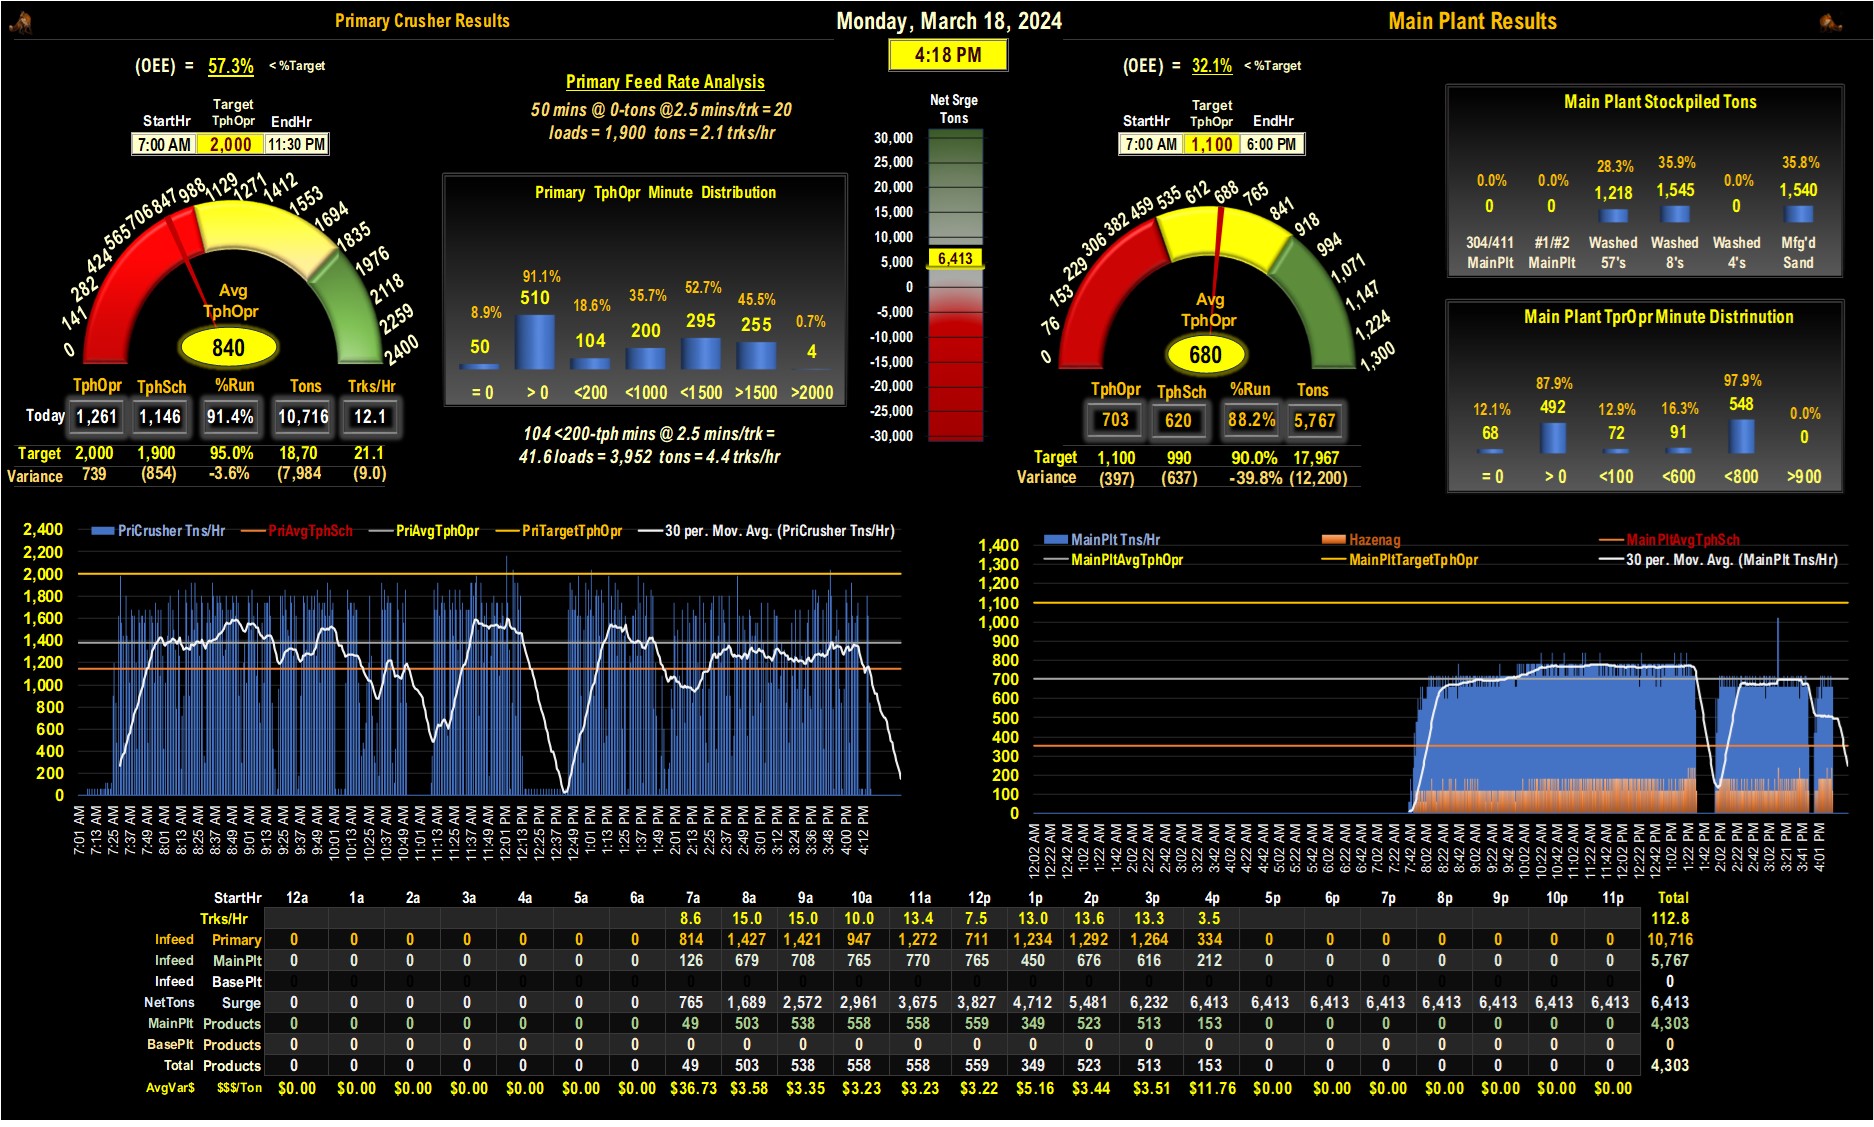 Primary Crusher Results
Monday, March 18, 2024
Main Plant Results
4:18 PM
(OEE) = 57.3% < %Target
Target
StartHr TphOpr EndHr
7:00 AM 2,000 11:30 PM
0 141 282 424 565 706 847 988 1129 1271 1412 1553 1694 1835 1976 2118 2259 2400
Avg
TphOpr
840
TphOpr TphSch %Run Tons Trks/Hr
Today 1,261 1,146 91.4% 10,716 12.1
Target 2,000 1,900 95.0% 18,70 21.1
Variance 739 (854) -3.6% (7,984 (9.0)
Primary Feed Rate Analysis
50 mins @ 0-tons @2.5 mins/trk = 20
loads = 1,900 tons = 2.1 trks/hr
Primary TphOpr Minute Distribution
8.9% 91.1% 18.6% 35.7% 52.7% 45.5% 0.7%
50 510 104 200 295 255 4
= 0 > 0 <200 <1000 <1500 >1500 >2000
104 <200-tph mins @ 2.5 mins/trk =
41.6 loads = 3,952 tons = 4.4 trks/hr
Net Srge
Tons
30,000
25,000
20,000
15,000
10,000
6,413
5,000
0
-5,000
-10,000
-15,000
-20,000
-25,000
-30,000
(OEE) = 32.1% < %Target
Target
StartHr TphOpr EndHr
7:00 AM 1,100 6:00 PM
0 76 153 229 306 382 459 535 612 688 765 841 918 994 1,071 1,147 1,224 1,300
Avg
TphOpr
680
TphOpr TphSch %Run Tons
703 620 88.2% 5,767
Target 1,100 990 90.0% 17,967
Variance (397) (637) -39.8% (12,200)
Main Plant Stockpiled Tons
0.0% 0.0% 28.3% 35.9% 0.0% 35.8%
0 0 1,218 1,545 0 1,540
304/411 #1/#2 Washed Washed Washed Mfg'd
MainPlt MainPlt 57's 8's 4's Sand
Main Plant TprOpr Minute Distrinution
12.1% 87.9% 12.9% 16.3% 97.9% 0.0%
68 492 72 91 548 0
= 0 > 0 <100 <600 <800 >900
PriCrusher Tns/Hr PriAvgTphSch PriAvgTphOpr PriTargetTphOpr 30 per. Mov. Avg. (PriCrusher Tns/Hr)
2,400
2,200
2,000
1,800
1,600
1,400
1,200
1,000
800
600
400
200
0
7:01 AM 7:13 AM 7:25 AM 7:37 AM 7:49 AM 8:01 AM 8:13 AM 8:25 AM 8:37 AM 8:49 AM 9:01 AM 9:13 AM 9:25 AM 9:37 AM 9:49 AM 10:01 AM 10:13 AM 10:25 AM 10:37 AM 10:49 AM 11:01 AM 11:13 AM 11:25 AM 11:37 AM 11:49 AM 12:01 PM 12:13 PM 12:25 PM 12:37 PM 12:49 PM 1:01 PM 1:13 PM 1:25 PM 1:37 PM 1:49 PM 2:01 PM 2:13 PM 2:25 PM 2:37 PM 2:49 PM 3:01 PM 3:12 PM 3:24 PM 3:36 PM 3:48 PM 4:00 PM 4:12 PM
MainPlt Tns/Hr Hazenag MainPltAvgTphSch
MainPltAvgTphOpr MainPltTargetTphOpr 30 per. Mov. Avg. (MainPlt Tns/Hr)
1,400
1,300
1,200
1,100
1,000
900
800
700
600
500
400
300
200
100
0
12:02 AM 12:22 AM 12:42 AM 1:02 AM 1:22 AM 1:42 AM 2:02 AM 2:22 AM 2:42 AM 3:02 AM 3:22 AM 3:42 AM 4:02 AM 4:22 AM 4:42 AM 5:02 AM 5:22 AM 5:42 AM 6:02 AM 6:22 AM 6:42 AM 7:02 AM 7:22 AM 7:42 AM 8:02 AM 8:22 AM 8:42 AM 9:02 AM 9:22 AM 9:42 AM 10:02 AM 10:22 AM 10:42 AM 11:02 AM 11:22 AM 11:42 AM 12:02 PM 12:22 PM 12:42 PM 1:02 PM 1:22 PM 1:42 PM 2:02 PM 2:22 PM 2:42 PM 3:02 PM 3:21 PM 3:41 PM 4:01 PM
StartHr 12a 1a 2a 3a 4a 5a 6a 7a 8a 9a 10a 11a 12p 1p 2p 3p 4p 5p 6p 7p 8p 9p 10p 11p Total
Trks/Hr 8.6 15.0 15.0 10.0 13.4 7.5 13.0 13.6 13.3 3.5 112.8
Infeed Primary 0 0 0 0 0 0 0 814 1,427 1,421 947 1,272 711 1,234 1,292 1,264 334 0 0 0 0 0 0 0 10,716
Infeed MainPlt 0 0 0 0 0 0 0 126 679 708 765 770 765 450 676 616 212 0 0 0 0 0 0 0 5,767
Infeed BasePlt 0 0 0 0 0 0 0 0 0 0 0 0 0 0 0 0 0 0 0 0 0 0 0 0 0
NetTons Surge 0 0 0 0 0 0 0 765 1,689 2,572 2,961 3,675 3,827 4,712 5,481 6,232 6,413 6,413 6,413 6,413 6,413 6,413 6,413 6,413 6,413
MainPlt Products 0 0 0 0 0 0 0 49 503 538 558 558 559 349 523 513 153 0 0 0 0 0 0 0 4,303
BasePlt Products 0 0 0 0 0 0 0 0 0 0 0 0 0 0 0 0 0 0 0 0 0 0 0 0 0
Total Products 0 0 0 0 0 0 0 49 503 538 558 558 559 349 523 513 153 0 0 0 0 0 0 0 4,303
AvgVar$ $$$/Ton $0.00 $0.00 $0.00 $0.00 $0.00 $0.00 $0.00 $36.73 $3.58 $3.35 $3.23 $3.23 $3.22 $5.16 $3.44 $3.51 $11.76 $0.00 $0.00 $0.00 $0.00 $0.00 $0.00 $0.00